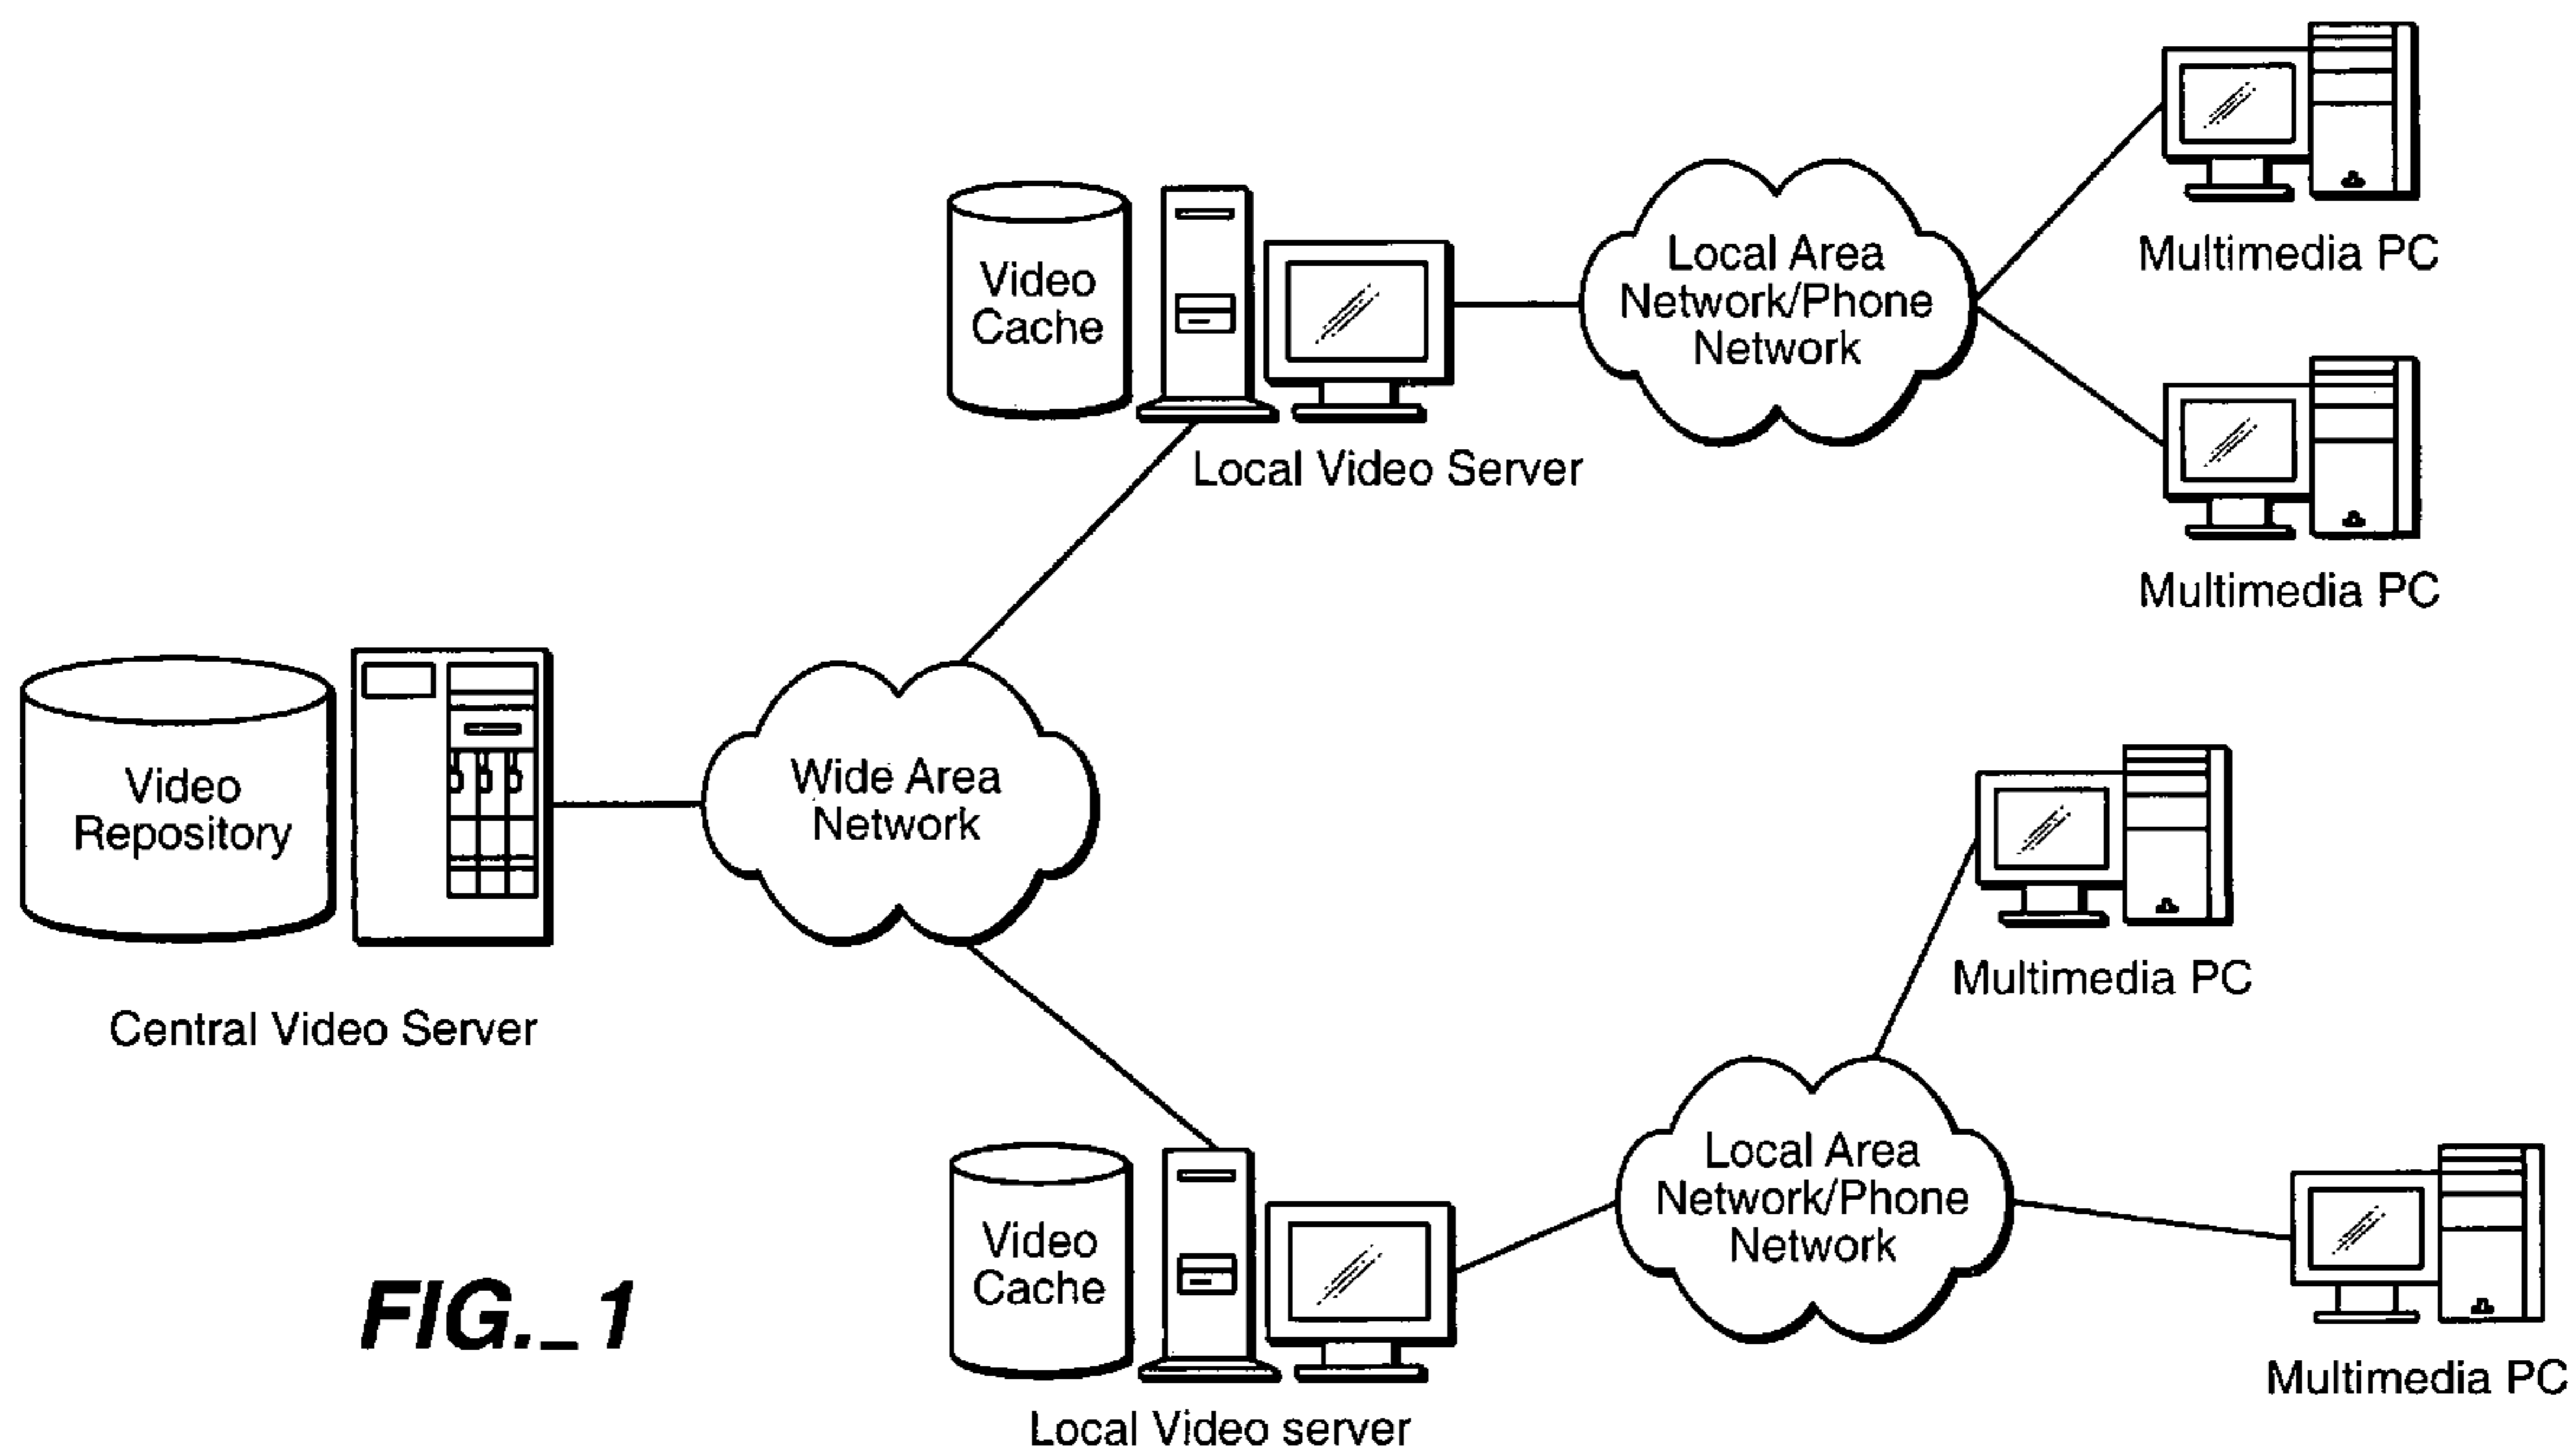 Video
Cache
Local Video Server
Local Area
Network/Phone
Network
Multimedia PC
Multimedia PC
Video
Repository
Central Video Server
Wide Area
Network
Multimedia PC
Video
Cache
Local Video server
Local Area
Network/Phone
Network
Multimedia PC
FIG._1